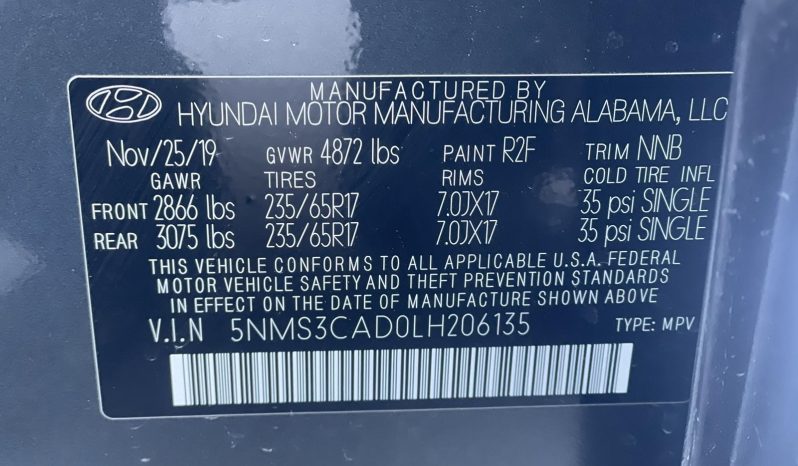 MANUFACTURED BY
HYUNDAI MOTOR MANUFACTURING ALABAMA, LLC
Nov/25/19 GVWR 4872 lbs PAINT R2F TRIM NNB
GAWR TIRES RIMS COLD TIRE INFL
FRONT 2866 lbs 235/65R17 7.0JX17 35 psi SINGLE
REAR 3075 lbs 235/65R17 7.0JX17 35 psi SINGLE
THIS VEHICLE CONFORMS TO ALL APPLICABLE U.S.A. FEDERAL
MOTOR VEHICLE SAFETY AND THEFT PREVENTION STANDARDS
IN EFFECT ON THE DATE OF MANUFACTURE SHOWN ABOVE
V.I.N 5NMS3CAD0LH206135 TYPE: MPV